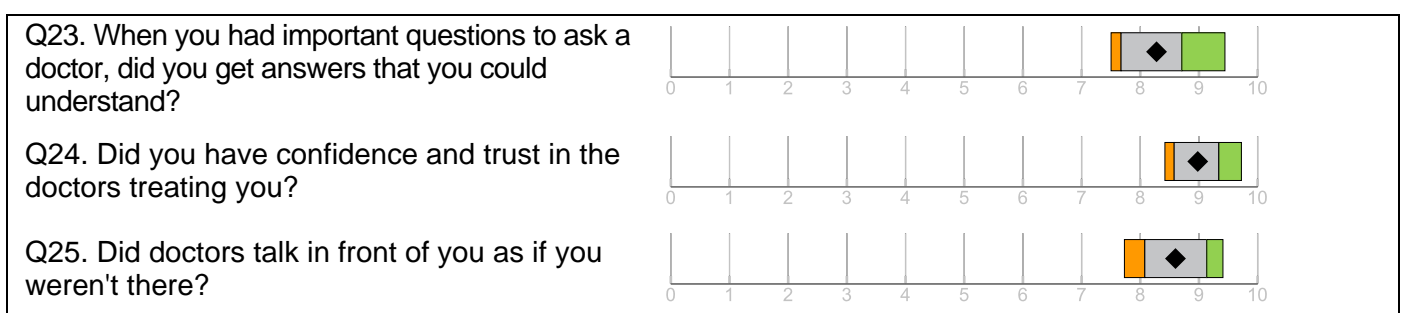 Q23. When you had important questions to ask a
doctor, did you get answers that you could
understand?
0 1 2 3 4 5 6 7 8 9 10
Q24. Did you have confidence and trust in the
doctors treating you?
0 1 2 3 4 5 6 7 8 9 10
Q25. Did doctors talk in front of you as if you
weren't there?
0 1 2 3 4 5 6 7 8 9 10